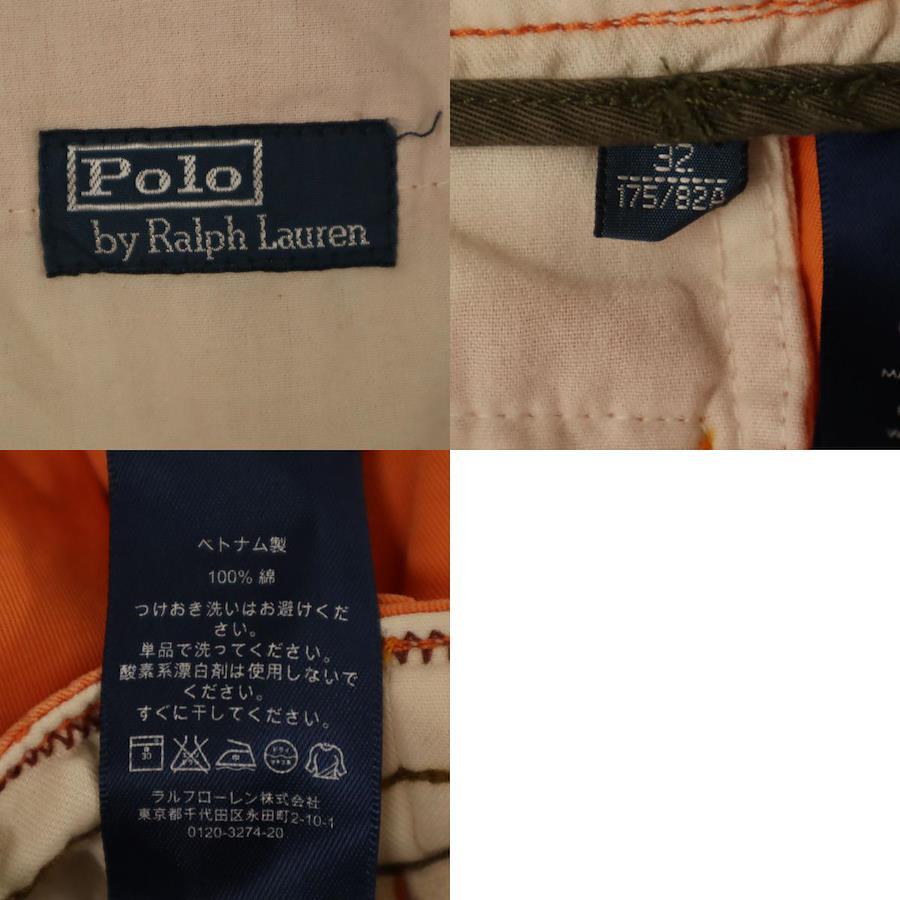 Polo
by Ralph Lauren
32
175/82A
ベトナム製
100% 綿
つけおき洗いはお避けくだ
さい。
単品で洗ってください。
酸素系漂白剤は使用しないで
ください。
すぐに干してください。
中
ドライ
ラルフローレン株式会社
東京都千代田区永田町2-10-1
0120-3274-20